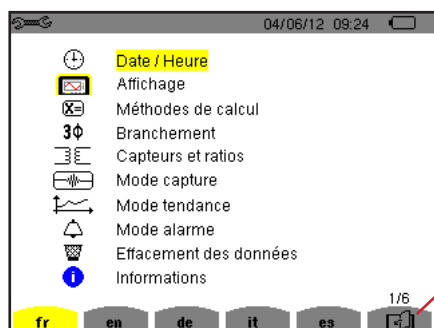 04/06/12 09:24
Date / Heure
Affichage
X= Méthodes de calcul
3Φ Branchement
Capteurs et ratios
Mode capture
Mode tendance
Mode alarme
Effacement des données
i Informations
1/6
fr en de it es